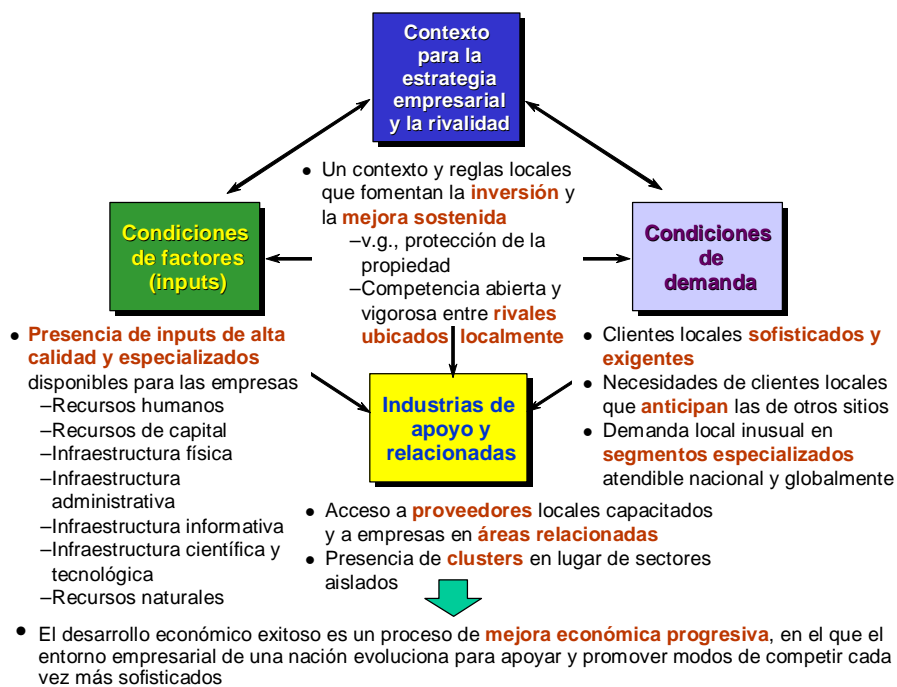 Contexto
para la
estrategia
empresarial
y la rivalidad
● Un contexto y reglas locales
que fomentan la inversión y
la mejora sostenida
–v.g., protección de la
propiedad
–Competencia abierta y
vigorosa entre rivales
ubicados localmente
Condiciones
de factores
(inputs)
Condiciones
de
demanda
● Presencia de inputs de alta
calidad y especializados
disponibles para las empresas
–Recursos humanos
–Recursos de capital
–Infraestructura física
–Infraestructura
administrativa
–Infraestructura informativa
–Infraestructura científica y
tecnológica
–Recursos naturales
Industrias de
apoyo y
relacionadas
● Clientes locales sofisticados y
exigentes
● Necesidades de clientes locales
que anticipan las de otros sitios
● Demanda local inusual en
segmentos especializados
atendible nacional y globalmente
● Acceso a proveedores locales capacitados
y a empresas en áreas relacionadas
● Presencia de clusters en lugar de sectores
aislados
● El desarrollo económico exitoso es un proceso de mejora económica progresiva, en el que el
entorno empresarial de una nación evoluciona para apoyar y promover modos de competir cada
vez más sofisticados